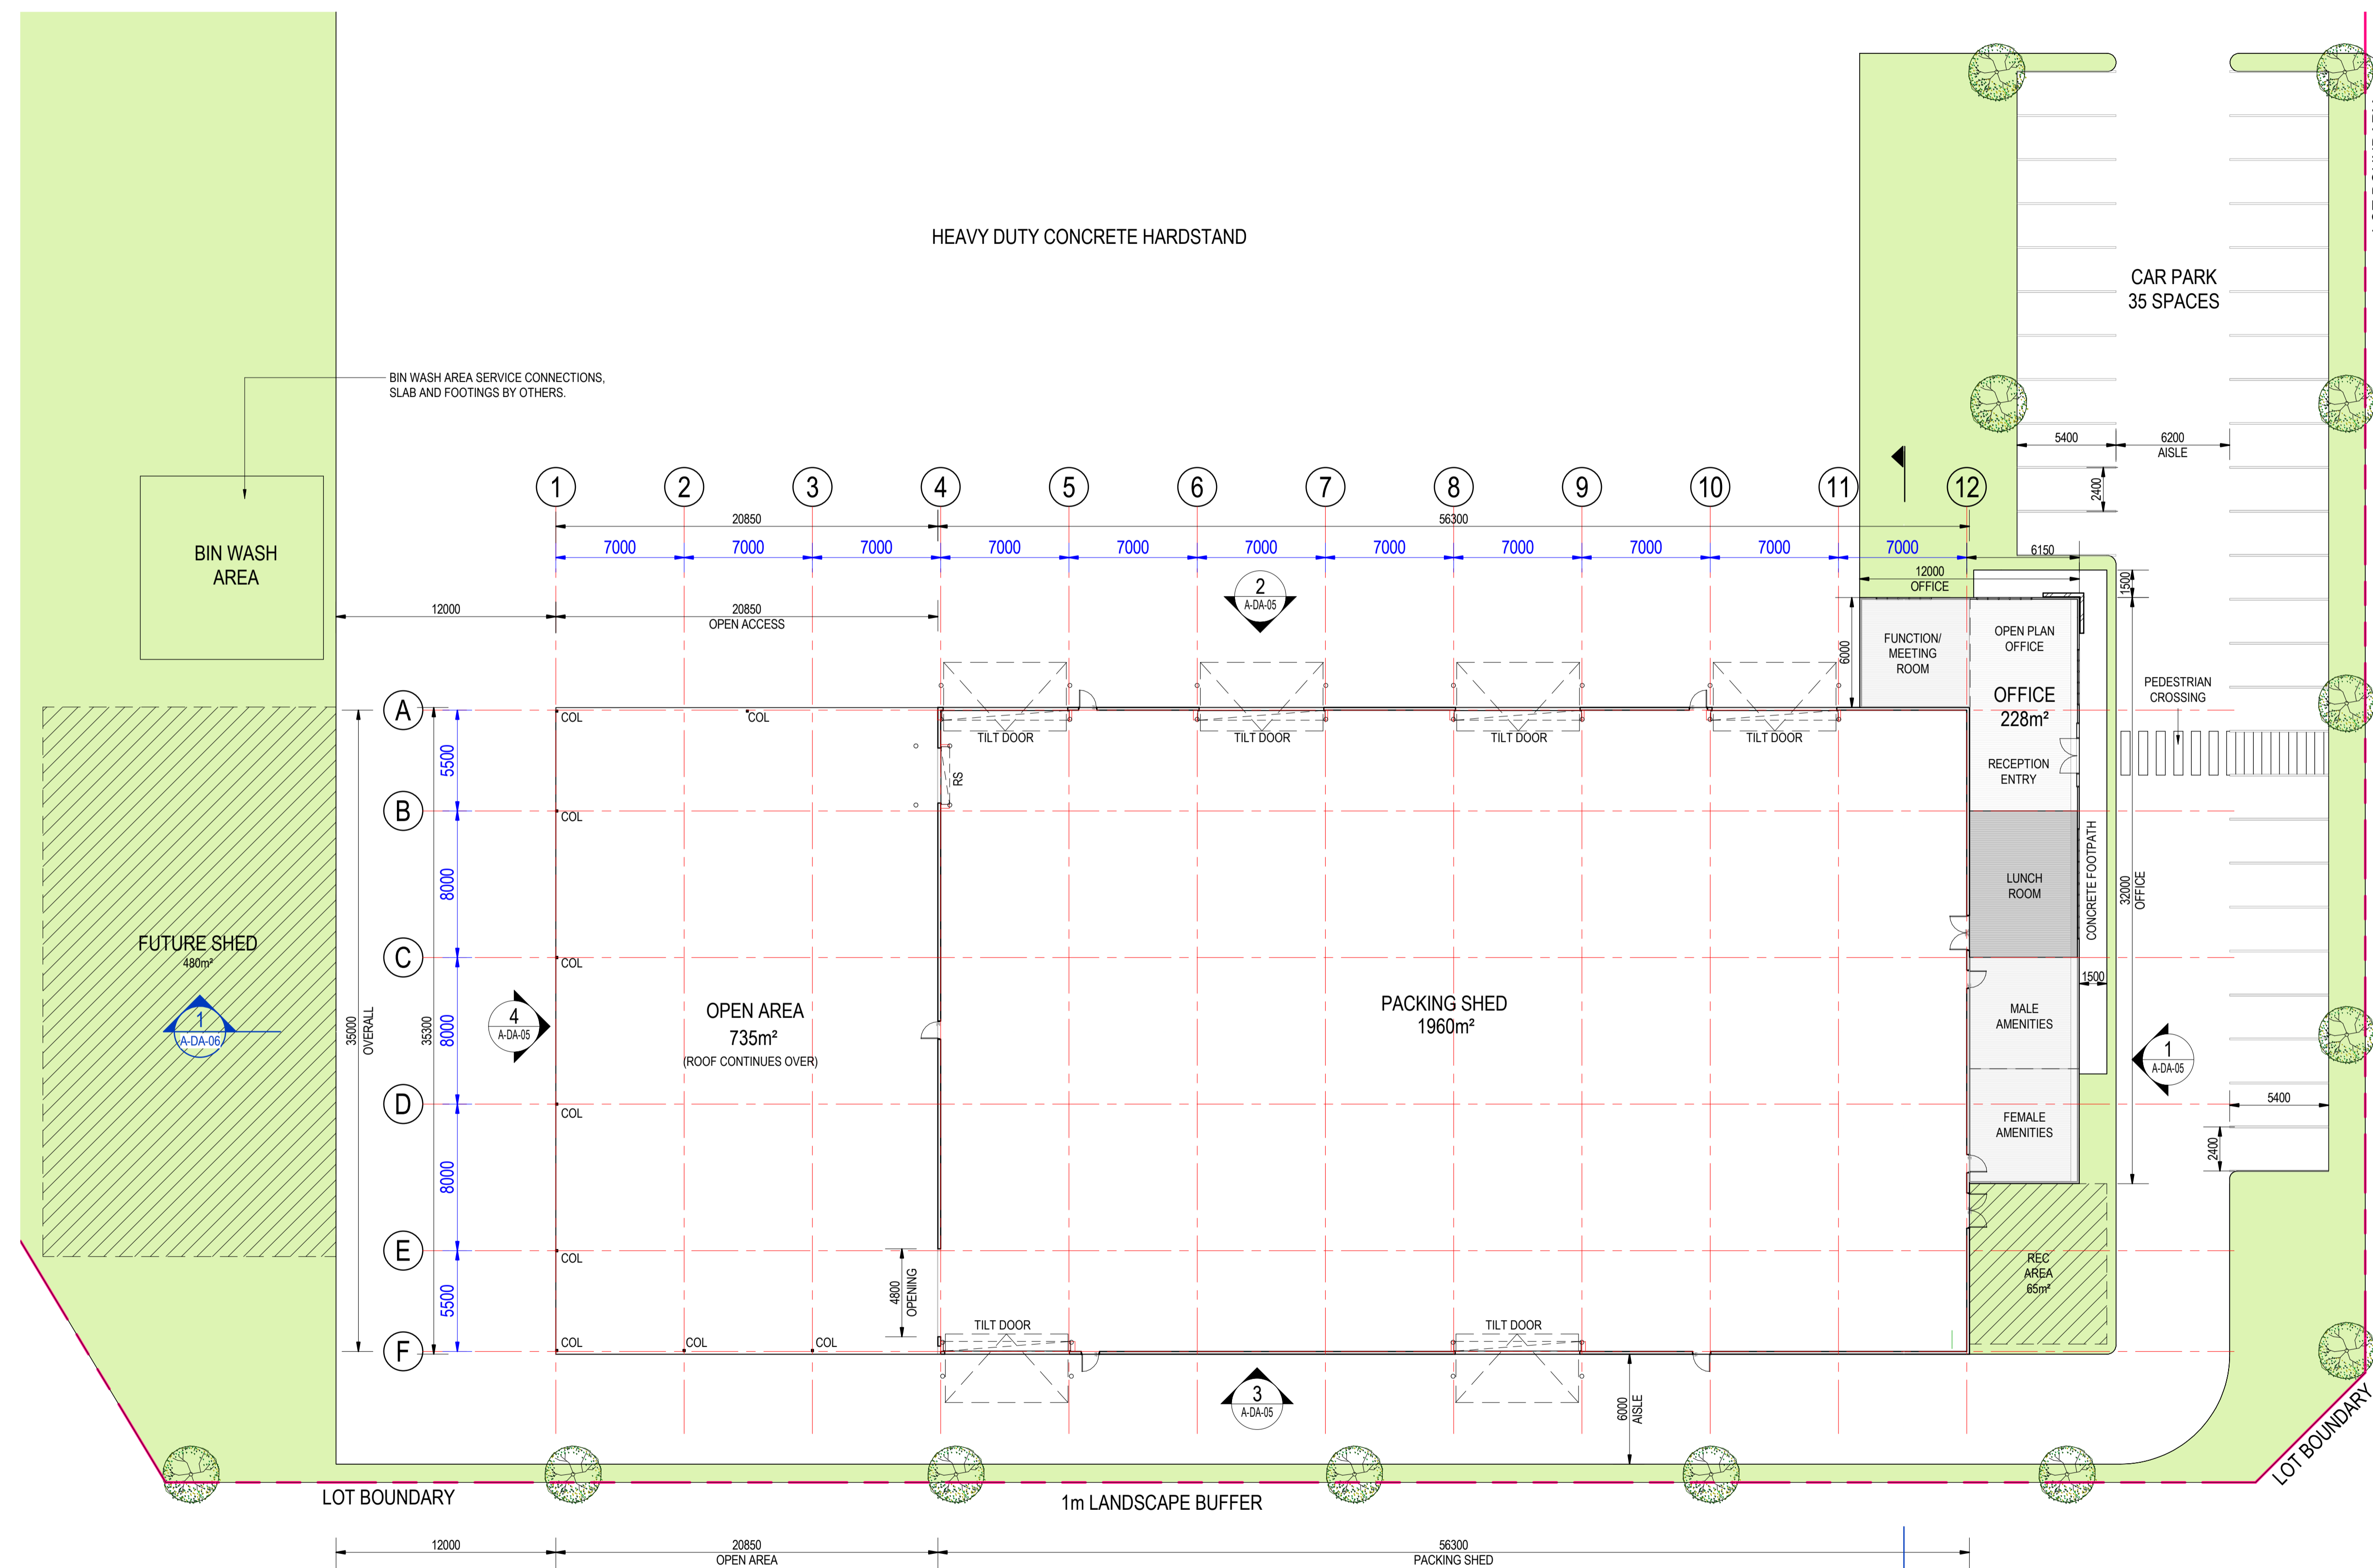 HEAVY DUTY CONCRETE HARDSTAND
CAR PARK
35 SPACES
BIN WASH AREA SERVICE CONNECTIONS,
SLAB AND FOOTINGS BY OTHERS.
5400
6200
AISLE
2400
1
2
3
4
5
6
7
8
9
10
11
12
20850
56300
7000
7000
7000
7000
7000
7000
7000
7000
7000
7000
7000
6150
BIN WASH
AREA
12000
OFFICE
1500
2
A-DA-05
12000
20850
OPEN ACCESS
6000
FUNCTION/
MEETING
ROOM
OPEN PLAN
OFFICE
OFFICE
228m²
PEDESTRIAN
CROSSING
RECEPTION
ENTRY
A
B
C
D
E
F
5500
8000
8000
8000
5500
35000
OVERALL
35300
COL
COL
COL
COL
COL
COL
COL
COL
COL
TILT DOOR
TILT DOOR
TILT DOOR
TILT DOOR
RS
LUNCH
ROOM
CONCRETE FOOTPATH
32000
OFFICE
1500
FUTURE SHED
480m²
1
A-DA-06
4
A-DA-05
OPEN AREA
735m²
(ROOF CONTINUES OVER)
PACKING SHED
1960m²
MALE
AMENITIES
1
A-DA-05
FEMALE
AMENITIES
5400
2400
REC
AREA
65m²
4800
OPENING
TILT DOOR
TILT DOOR
3
A-DA-05
6000
AISLE
LOT BOUNDARY
LOT BOUNDARY
1m LANDSCAPE BUFFER
12000
20850
OPEN AREA
56300
PACKING SHED